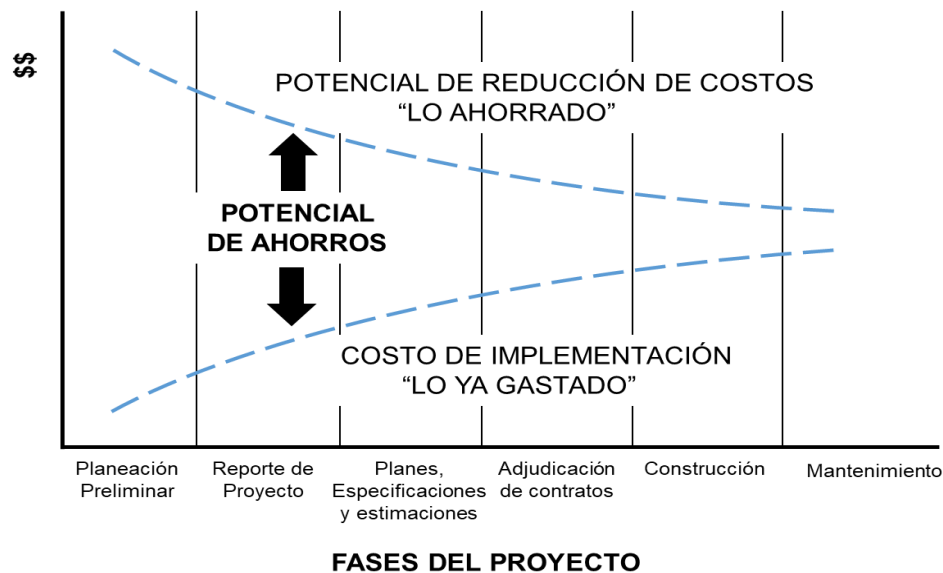 $$
POTENCIAL DE REDUCCIÓN DE COSTOS
“LO AHORRADO”
POTENCIAL
DE AHORROS
COSTO DE IMPLEMENTACIÓN
“LO YA GASTADO”
Planeación
Preliminar
Reporte de
Proyecto
Planes,
Especificaciones
y estimaciones
Adjudicación
de contratos
Construcción
Mantenimiento
FASES DEL PROYECTO